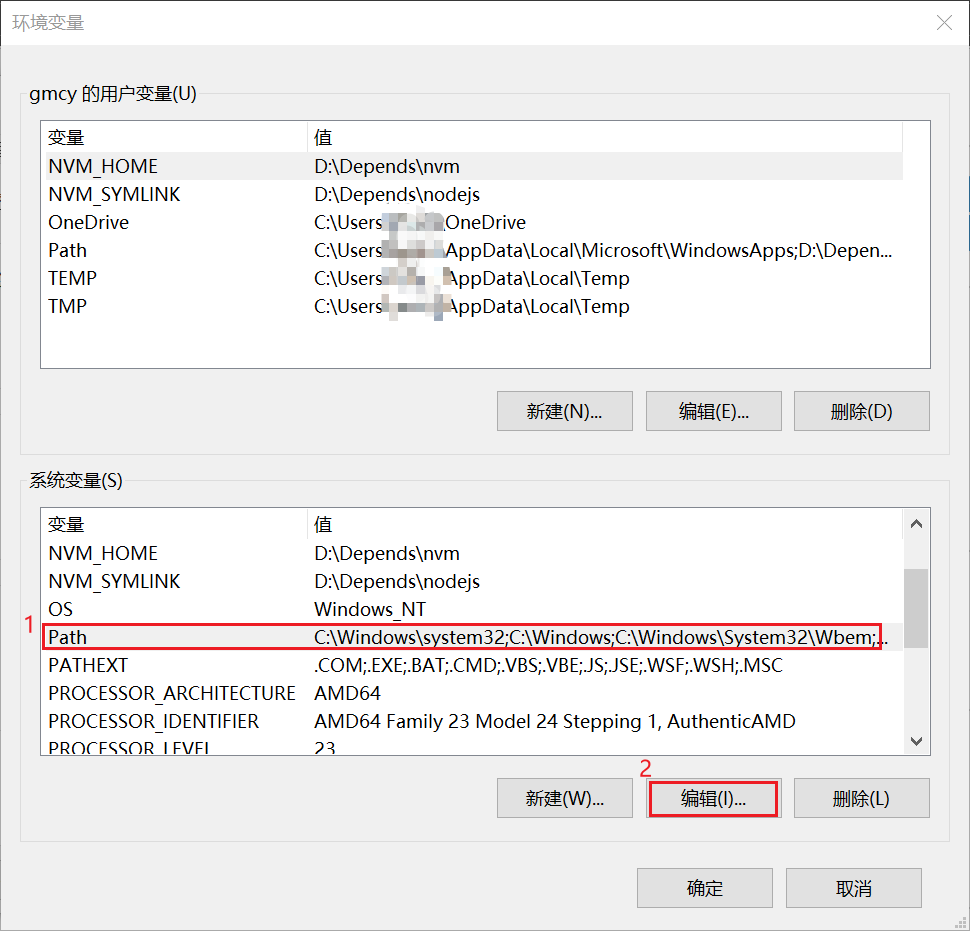 环境变量
gmcy 的用户变量(U)
变量 值
NVM_HOME D:\Depends\nvm
NVM_SYMLINK D:\Depends\nodejs
OneDrive C:\Users \OneDrive
Path C:\Users \AppData\Local\Microsoft\WindowsApps;D:\Depen...
TEMP C:\Users \AppData\Local\Temp
TMP C:\Users \AppData\Local\Temp
新建(N)... 编辑(E)... 删除(D)
系统变量(S)
变量 值
NVM_HOME D:\Depends\nvm
NVM_SYMLINK D:\Depends\nodejs
OS Windows_NT
1 Path C:\Windows\system32;C:\Windows;C:\Windows\System32\Wbem;...
PATHEXT .COM;.EXE;.BAT;.CMD;.VBS;.VBE;.JS;.JSE;.WSF;.WSH;.MSC
PROCESSOR_ARCHITECTURE AMD64
PROCESSOR_IDENTIFIER AMD64 Family 23 Model 24 Stepping 1, AuthenticAMD
PROCESSOR_LEVEL 23
2
新建(W)... 编辑(I)... 删除(L)
确定 取消